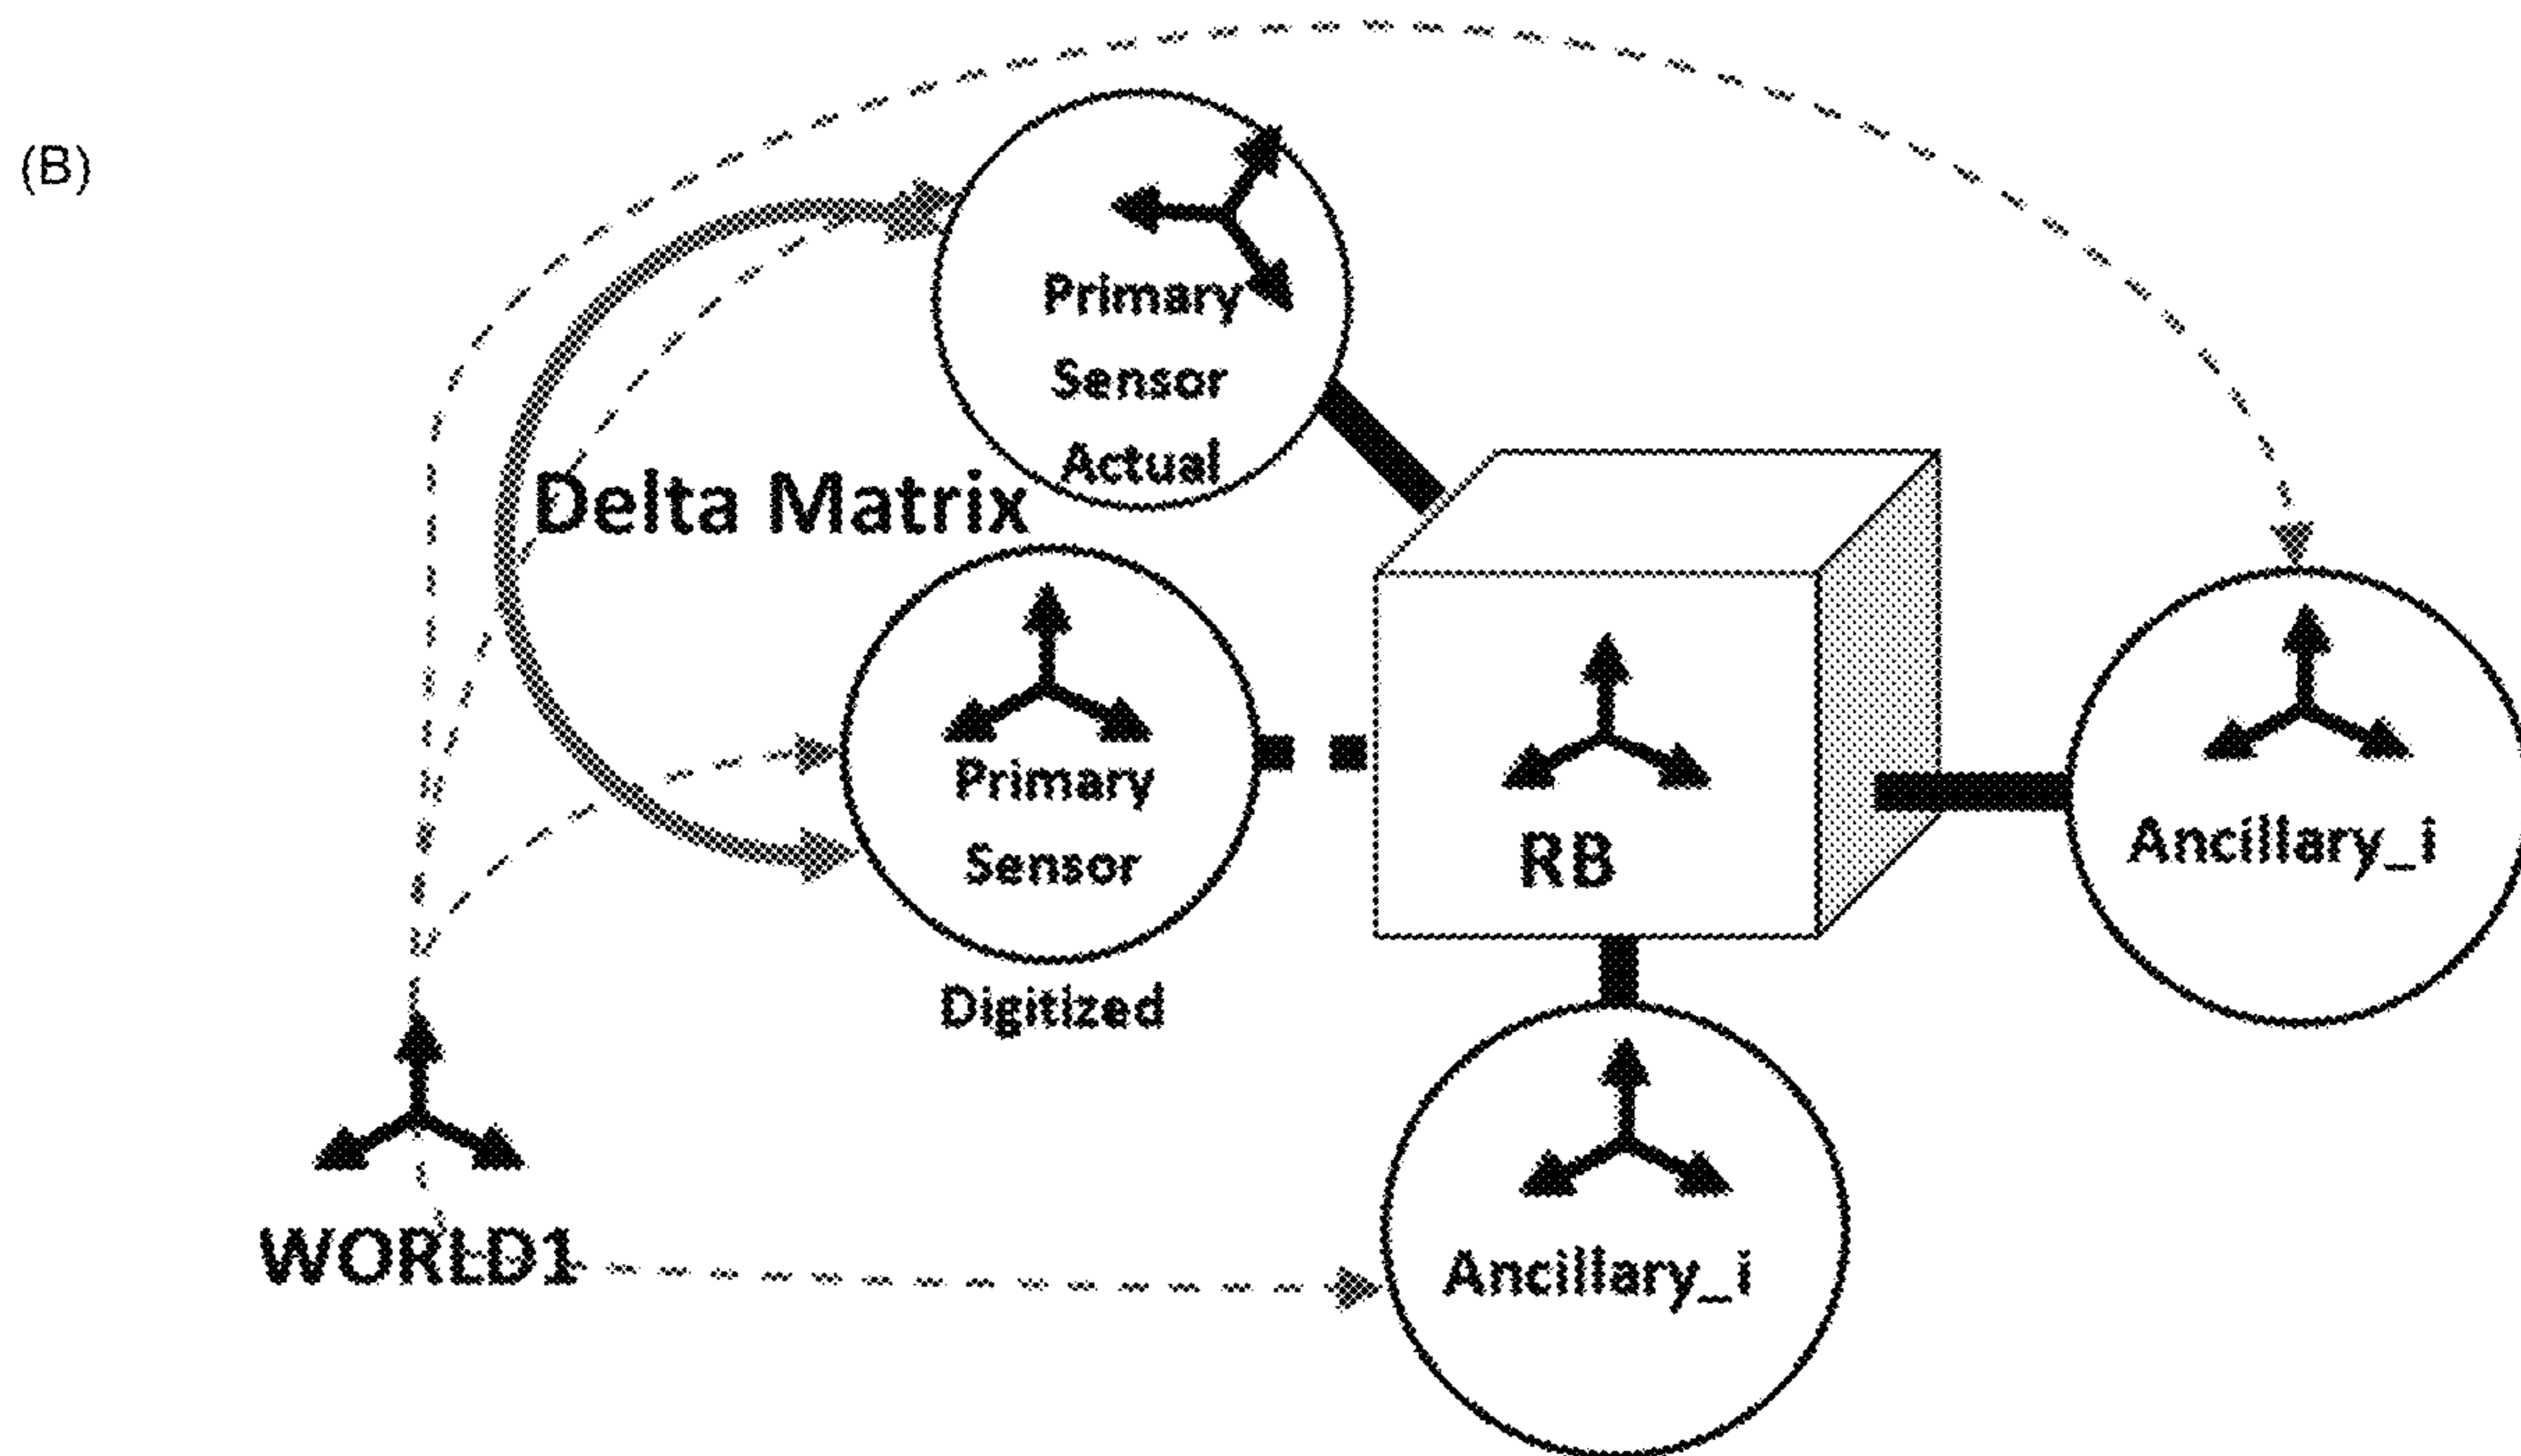 (B)
Primary
Sensor
Actual
Delta Matrix
Primary
Sensor
Digitized
RB
Ancillary_i
WORLD1
Ancillary_i